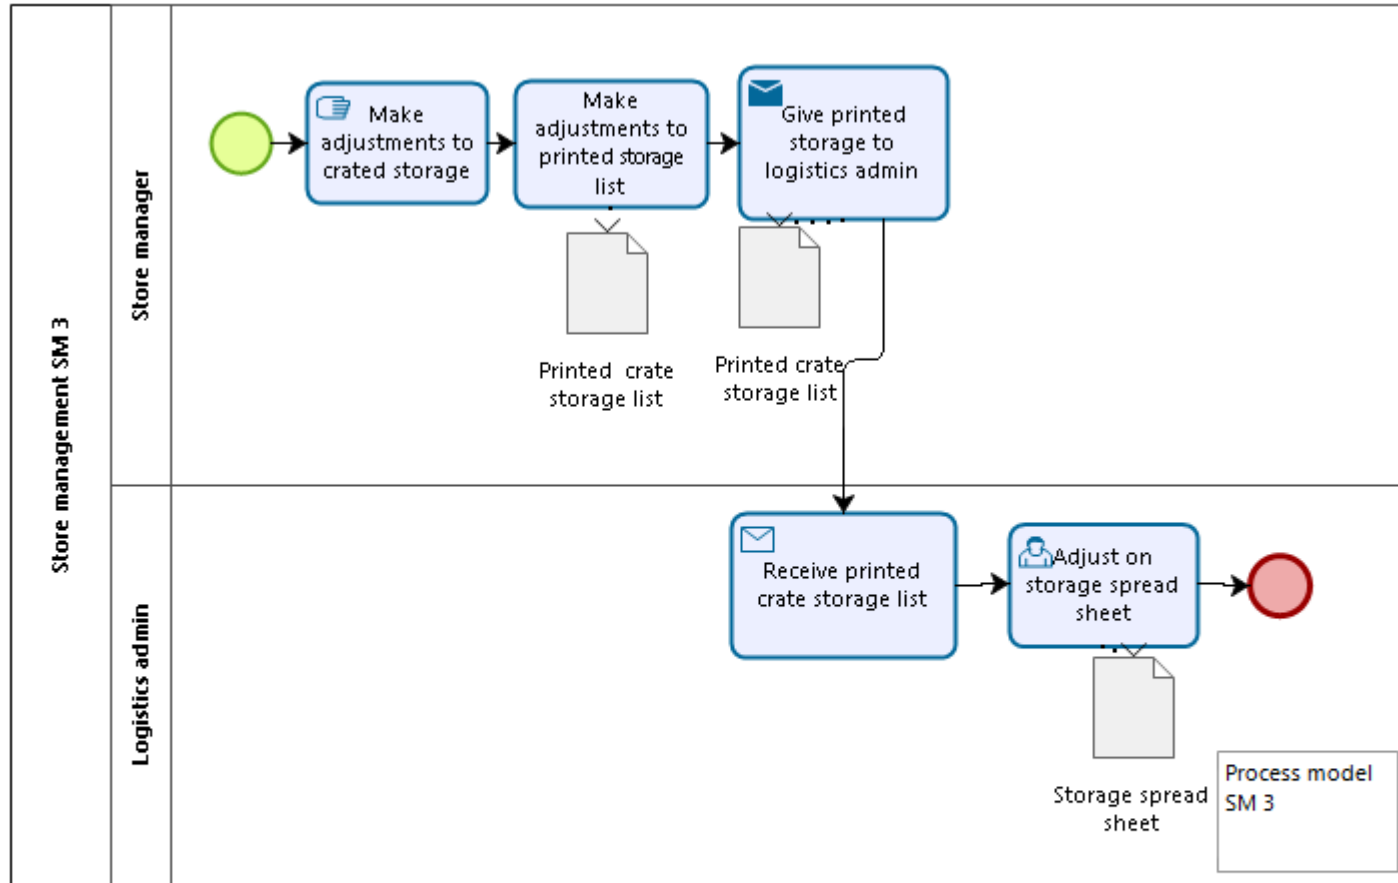 Store management SM 3
Store manager
Make
adjustments to
crated storage
Make
adjustments to
printed storage
list
Give printed
storage to
logistics admin
Printed  crate
storage list
Printed crate
storage list
Logistics admin
Receive printed
crate storage list
Adjust on
storage spread
sheet
Storage spread
sheet
Process model
SM 3